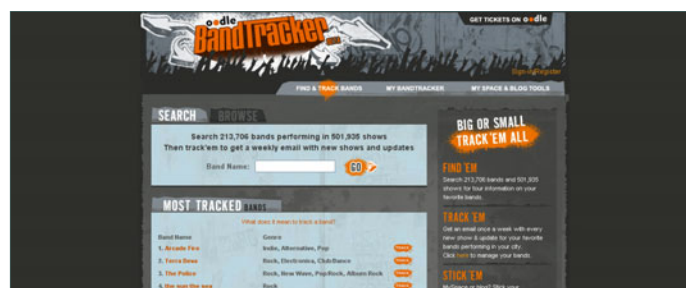 oodle
BandTracker
GET TICKETS ON oodle
Sign-in/Register
FIND & TRACK BANDS
MY BANDTRACKER
MY SPACE & BLOG TOOLS
SEARCH
BROWSE
Search 213,706 bands performing in 501,935 shows
Then track'em to get a weekly email with new shows and updates
Band Name:
GO
MOST TRACKED BANDS
What does it mean to track a band?
Band Name Genre
1. Arcade Fire Indie, Alternative, Pop
2. Terra Deva Rock, Electronica, Club/Dance
3. The Police Rock, New Wave, Pop/Rock, Album Rock
Rock
BIG OR SMALL
TRACK 'EM ALL
FIND 'EM
Search 213,706 bands and 501,935
shows for tour information on your
favorite bands.
TRACK 'EM
Get an email once a week with every
new show & update for your favorite
bands performing in your city.
Click here to manage your bands.
STICK 'EM
MySpace or blog? Stick your